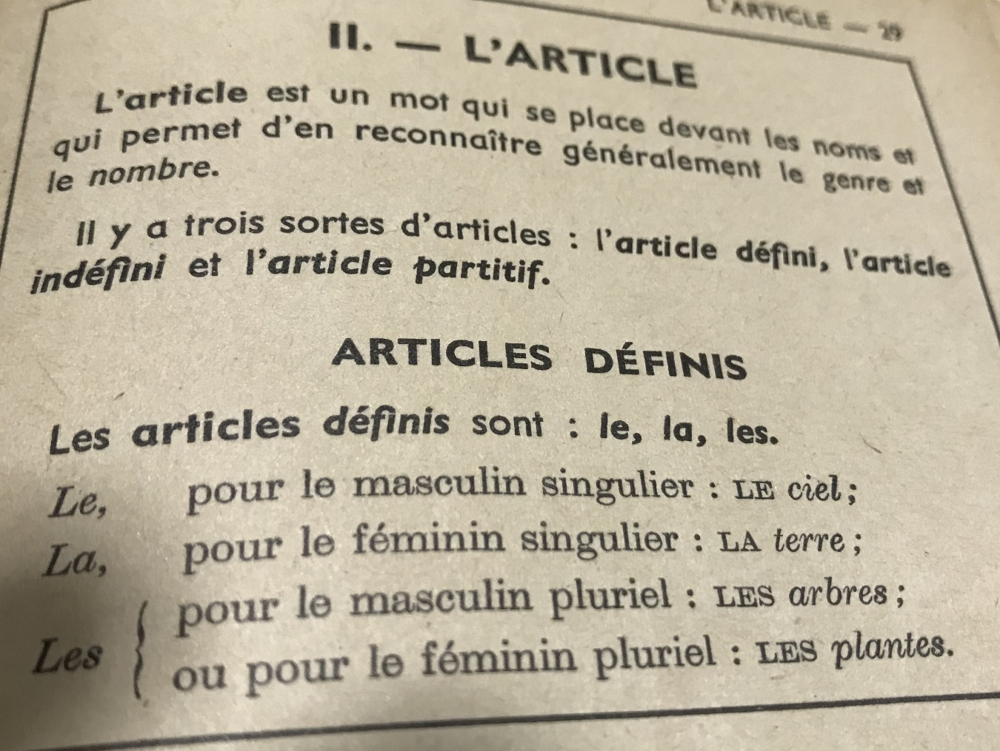 L'ARTICLE — 29
II. — L'ARTICLE
L'article est un mot qui se place devant les noms et
qui permet d'en reconnaître généralement le genre et
le nombre.
Il y a trois sortes d'articles : l'article défini, l'article
indéfini et l'article partitif.
ARTICLES DÉFINIS
Les articles définis sont : le, la, les.
Le, pour le masculin singulier : LE ciel ;
La, pour le féminin singulier : LA terre ;
Les { pour le masculin pluriel : LES arbres ;
ou pour le féminin pluriel : LES plantes.